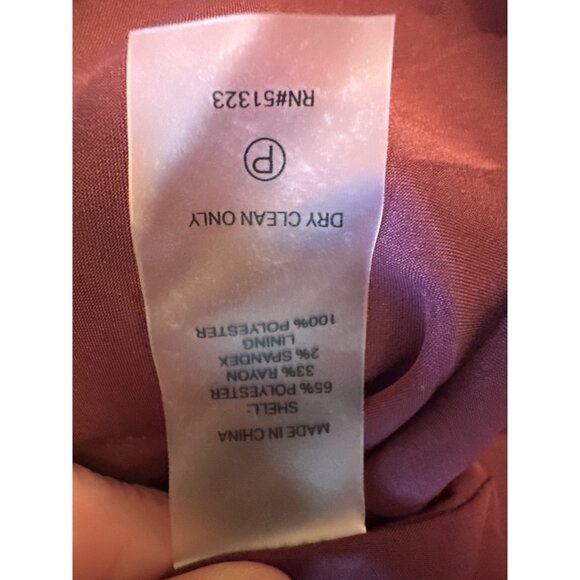 MADE IN CHINA
SHELL:
65% POLYESTER
33% RAYON
2% SPANDEX
LINING
100% POLYESTER
DRY CLEAN ONLY
P
RN#51323